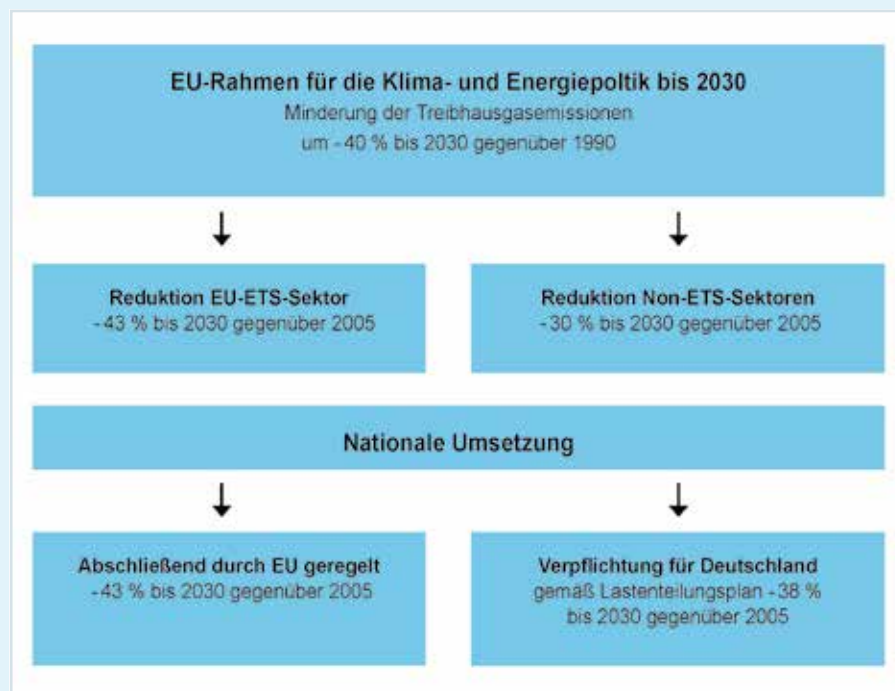 EU-Rahmen für die Klima- und Energiepoltik bis 2030
Minderung der Treibhausgasemissionen
um - 40 % bis 2030 gegenüber 1990
Reduktion EU-ETS-Sektor
- 43 % bis 2030 gegenüber 2005
Reduktion Non-ETS-Sektoren
- 30 % bis 2030 gegenüber 2005
Nationale Umsetzung
Abschließend durch EU geregelt
- 43 % bis 2030 gegenüber 2005
Verpflichtung für Deutschland
gemäß Lastenteilungsplan - 38 %
bis 2030 gegenüber 2005